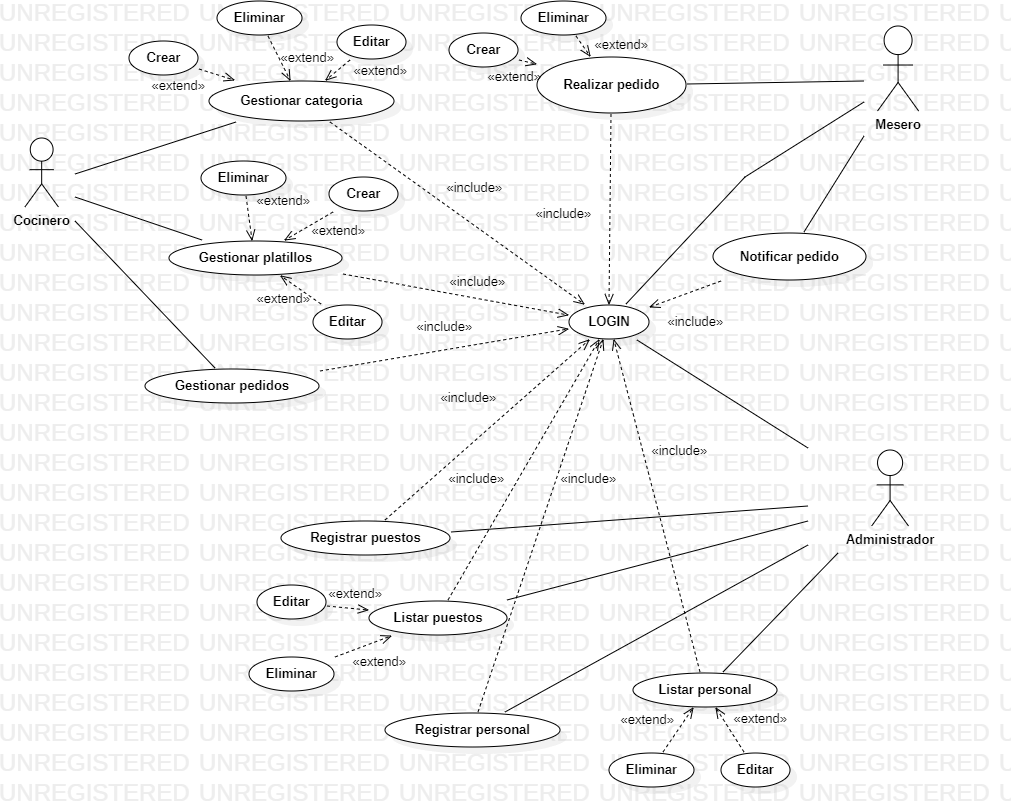 Eliminar
Editar
Crear
«extend»
«extend»
«extend»
Gestionar categoria
Eliminar
Crear
«extend»
«extend»
Realizar pedido
Mesero
Cocinero
Eliminar
Crear
«extend»
«extend»
Gestionar platillos
«extend»
Editar
Gestionar pedidos
«include»
«include»
«include»
«include»
Notificar pedido
«include»
LOGIN
«include»
«include»
«include»
«include»
Administrador
Registrar puestos
Editar
«extend»
Listar puestos
Eliminar
«extend»
Registrar personal
Listar personal
«extend»
«extend»
Eliminar
Editar
UNREGISTERED